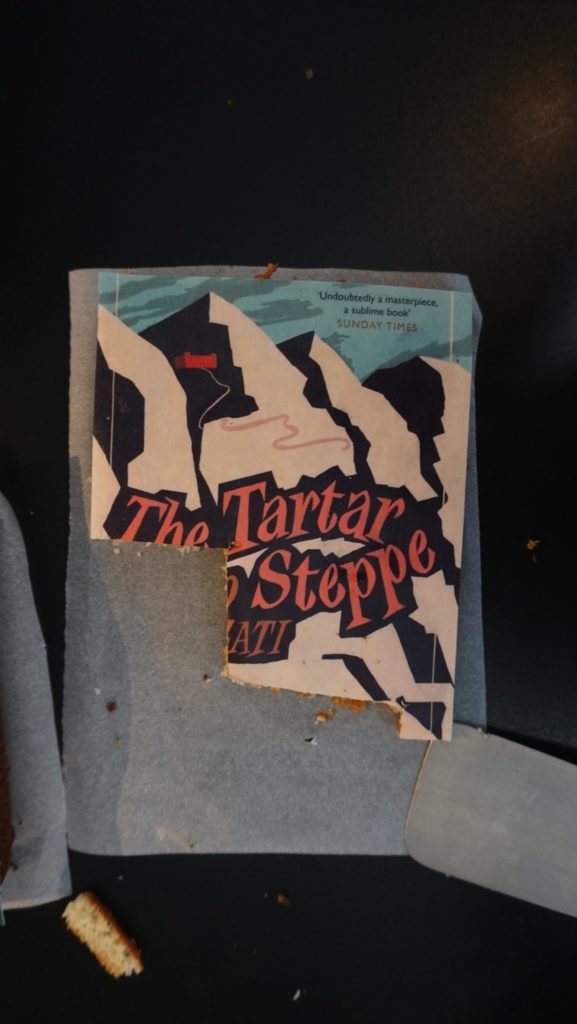 'Undoubtedly a masterpiece,
a sublime book'
SUNDAY TIMES
The Tartar
Steppe
ATI